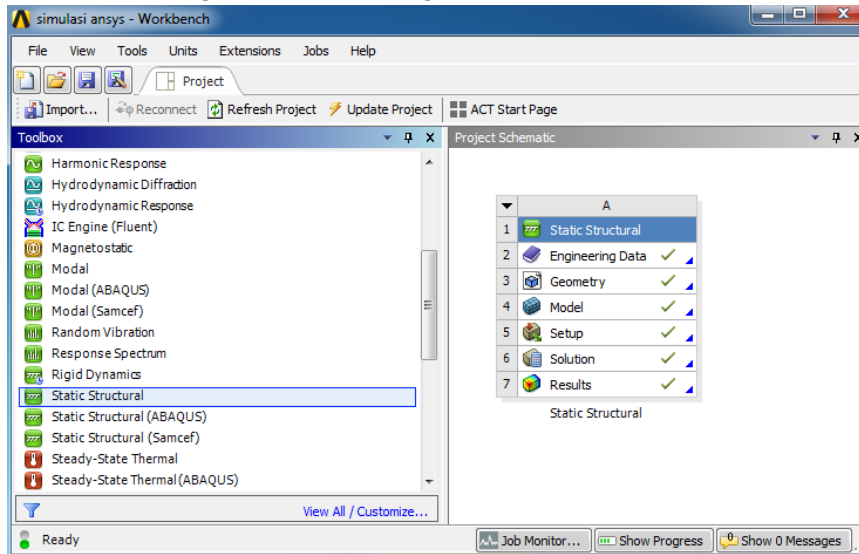 simulasi ansys - Workbench
File View Tools Units Extensions Jobs Help
Project
Import... Reconnect Refresh Project Update Project ACT Start Page
Toolbox
Harmonic Response
Hydrodynamic Diffraction
Hydrodynamic Response
IC Engine (Fluent)
Magnetostatic
Modal
Modal (ABAQUS)
Modal (Samcef)
Random Vibration
Response Spectrum
Rigid Dynamics
Static Structural
Static Structural (ABAQUS)
Static Structural (Samcef)
Steady-State Thermal
Steady-State Thermal (ABAQUS)
View All / Customize...
Project Schematic
A
1 Static Structural
2 Engineering Data
3 Geometry
4 Model
5 Setup
6 Solution
7 Results
Static Structural
Ready
Job Monitor... Show Progress Show 0 Messages